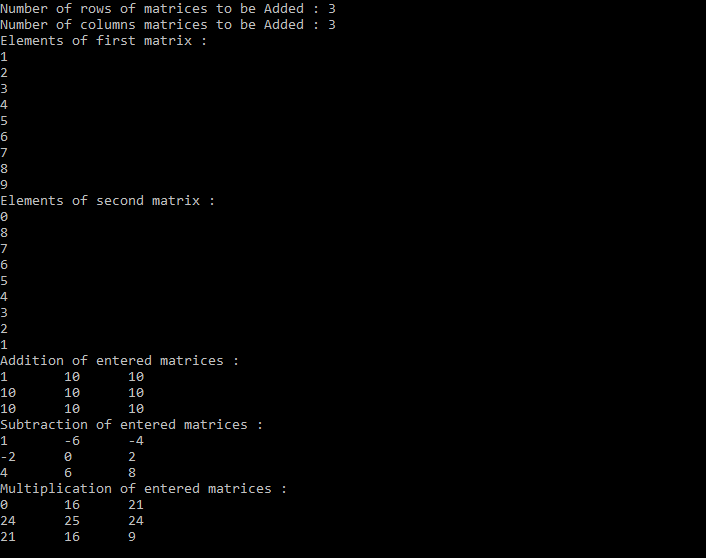 Number of rows of matrices to be Added : 3
Number of columns matrices to be Added : 3
Elements of first matrix :
1
2
3
4
5
6
7
8
9
Elements of second matrix :
0
8
7
6
5
4
3
2
1
Addition of entered matrices :
1	10	10
10	10	10
10	10	10
Subtraction of entered matrices :
1	-6	-4
-2	0	2
4	6	8
Multiplication of entered matrices :
0	16	21
24	25	24
21	16	9